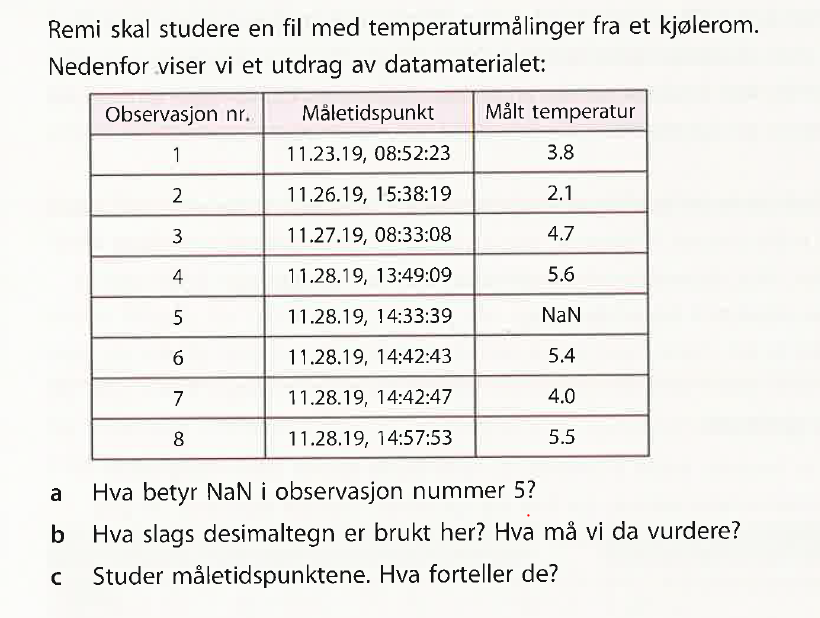 Remi skal studere en fil med temperaturmålinger fra et kjølerom.
Nedenfor viser vi et utdrag av datamaterialet:
Observasjon nr. Måletidspunkt Målt temperatur
1 11.23.19, 08:52:23 3.8
2 11.26.19, 15:38:19 2.1
3 11.27.19, 08:33:08 4.7
4 11.28.19, 13:49:09 5.6
5 11.28.19, 14:33:39 NaN
6 11.28.19, 14:42:43 5.4
7 11.28.19, 14:42:47 4.0
8 11.28.19, 14:57:53 5.5
a Hva betyr NaN i observasjon nummer 5?
b Hva slags desimaltegn er brukt her? Hva må vi da vurdere?
c Studer måletidspunktene. Hva forteller de?